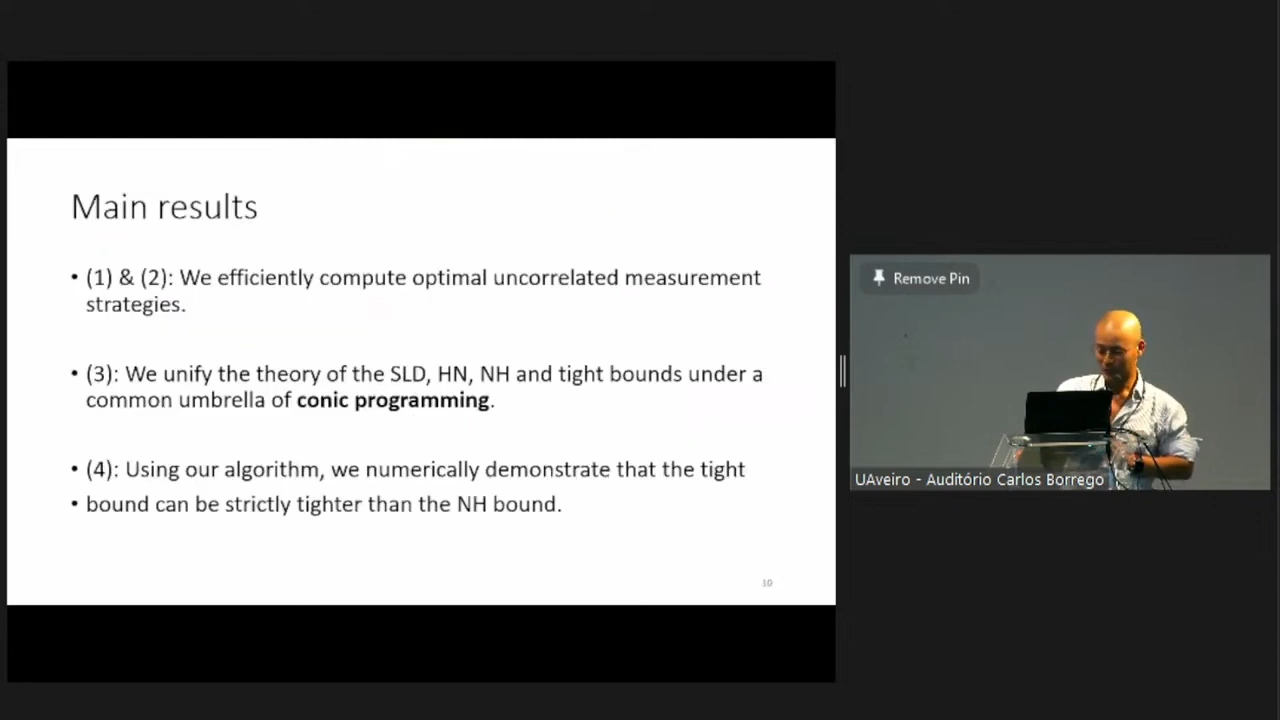 Main results
• (1) & (2): We efficiently compute optimal uncorrelated measurement
strategies.
• (3): We unify the theory of the SLD, HN, NH and tight bounds under a
common umbrella of conic programming.
• (4): Using our algorithm, we numerically demonstrate that the tight
• bound can be strictly tighter than the NH bound.
10
Remove Pin
UAveiro - Auditório Carlos Borrego